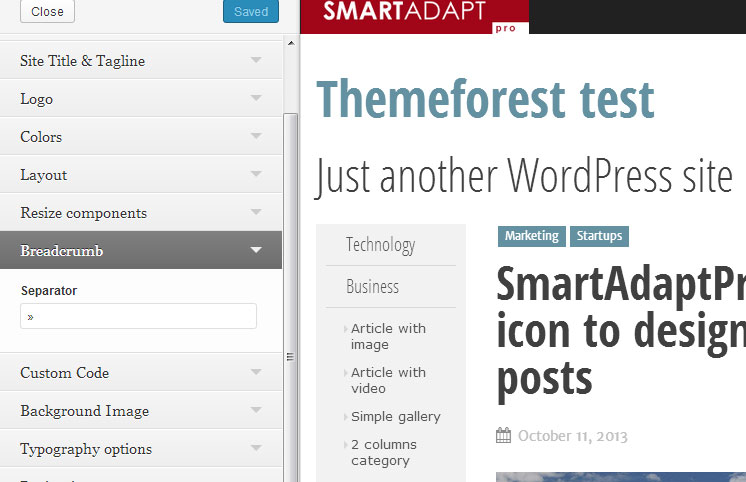 Close
Saved
Site Title & Tagline
Logo
Colors
Layout
Resize components
Breadcrumb
Separator
»
Custom Code
Background Image
Typography options
SMARTADAPT
pro
Themeforest test
Just another WordPress site
Technology
Business
Article with
image
Article with
video
Simple gallery
2 columns
category
Marketing
Startups
SmartAdaptPr
icon to design
posts
October 11, 2013